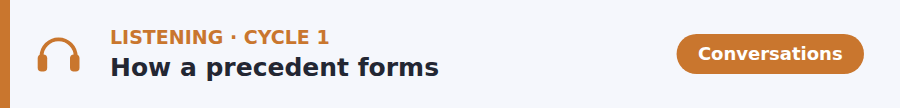 LISTENING · CYCLE 1
How a precedent forms
Conversations